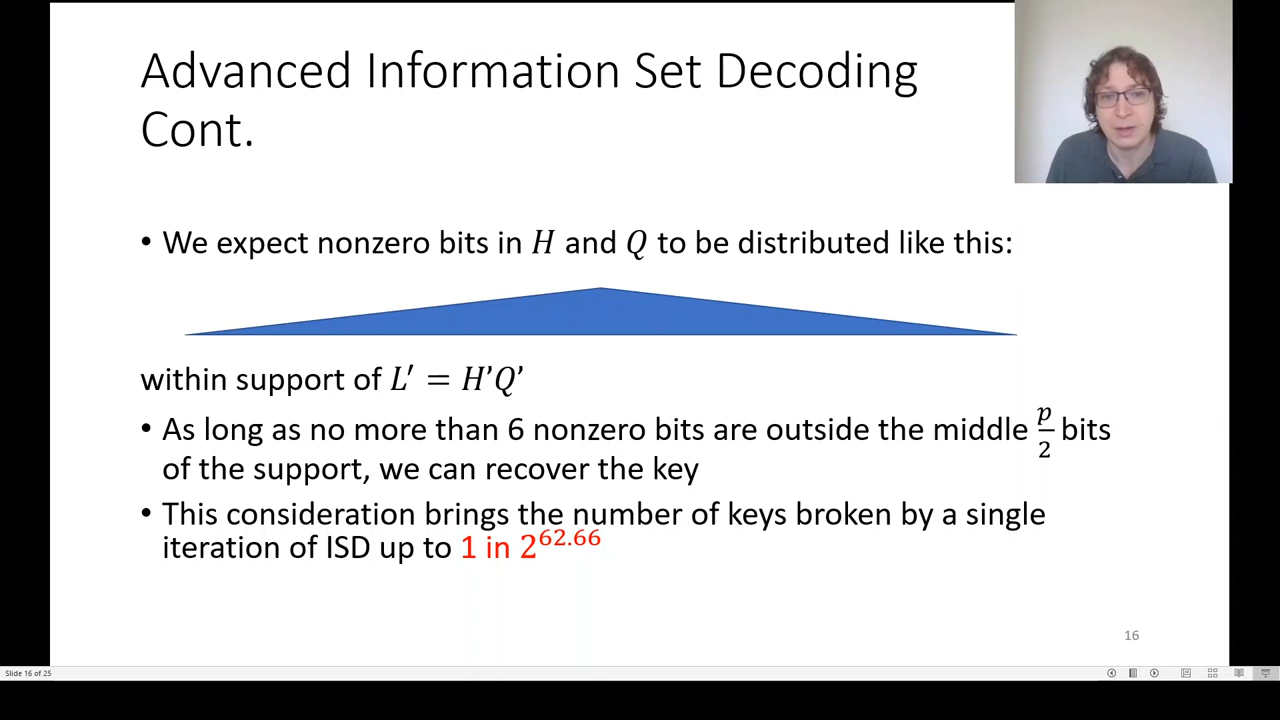 Advanced Information Set Decoding
Cont.
• We expect nonzero bits in H and Q to be distributed like this:
within support of L′ = H’Q’
• As long as no more than 6 nonzero bits are outside the middle p/2 bits
of the support, we can recover the key
• This consideration brings the number of keys broken by a single
iteration of ISD up to 1 in 2^62.66
16
Slide 16 of 25